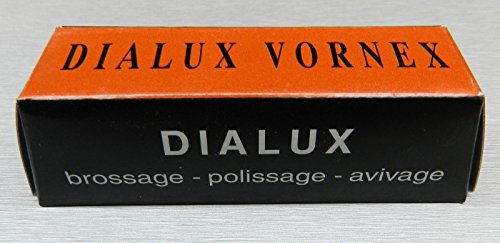 DIALUX VORNEX
DIALUX
brossage - polissage - avivage